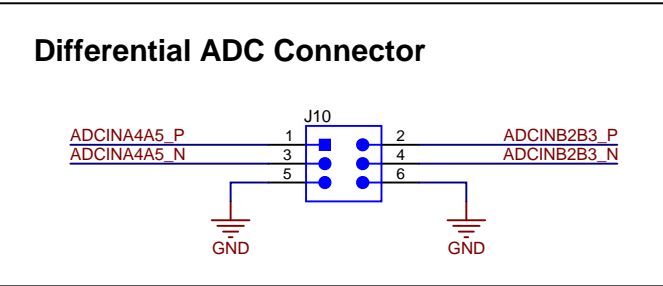 Differential ADC Connector
J10
ADCINA4A5_P 1 2 ADCINB2B3_P
ADCINA4A5_N 3 4 ADCINB2B3_N
5 6
GND GND